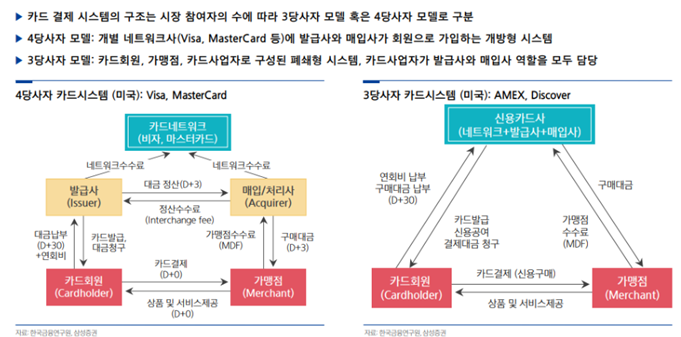 ▶ 카드 결제 시스템의 구조는 시장 참여자의 수에 따라 3당사자 모델 혹은 4당사자 모델로 구분
▶ 4당사자 모델: 개별 네트워크사(Visa, MasterCard 등)에 발급사와 매입사가 회원으로 가입하는 개방형 시스템
▶ 3당사자 모델: 카드회원, 가맹점, 카드사업자로 구성된 폐쇄형 시스템, 카드사업자가 발급사와 매입사 역할을 모두 담당
4당사자 카드시스템 (미국): Visa, MasterCard
카드네트워크
(비자, 마스터카드)
네트워크수수료
네트워크수수료
발급사
(Issuer)
대금 정산(D+3)
정산수수료
(Interchange fee)
매입/처리사
(Acquirer)
대금납부
(D+30)
+연회비
카드발급,
대금청구
가맹점수수료
(MDF)
구매대금
(D+3)
카드회원
(Cardholder)
카드결제
(D+0)
상품 및 서비스제공
(D+0)
가맹점
(Merchant)
자료: 한국금융연구원, 삼성증권
3당사자 카드시스템 (미국): AMEX, Discover
신용카드사
(네트워크+발급사+매입사)
연회비 납부
구매대금 납부
(D+30)
카드발급
신용공여
결제대금 청구
가맹점
수수료
(MDF)
구매대금
카드회원
(Cardholder)
카드결제 (신용구매)
상품 및 서비스제공
가맹점
(Merchant)
자료: 한국금융연구원, 삼성증권